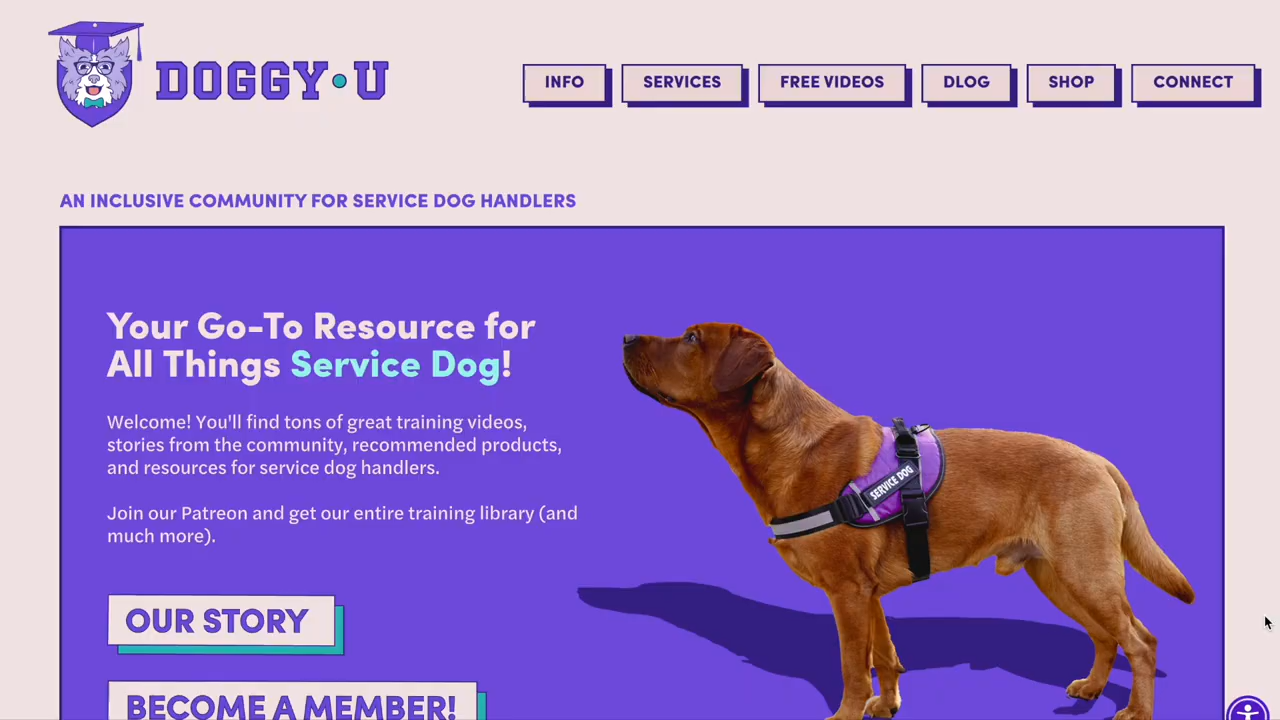 DOGGY•U
INFO
SERVICES
FREE VIDEOS
DLOG
SHOP
CONNECT
AN INCLUSIVE COMMUNITY FOR SERVICE DOG HANDLERS
Your Go-To Resource for
All Things Service Dog!
Welcome! You'll find tons of great training videos,
stories from the community, recommended products,
and resources for service dog handlers.
Join our Patreon and get our entire training library (and
much more).
OUR STORY
BECOME A MEMBER!
SERVICE DOG